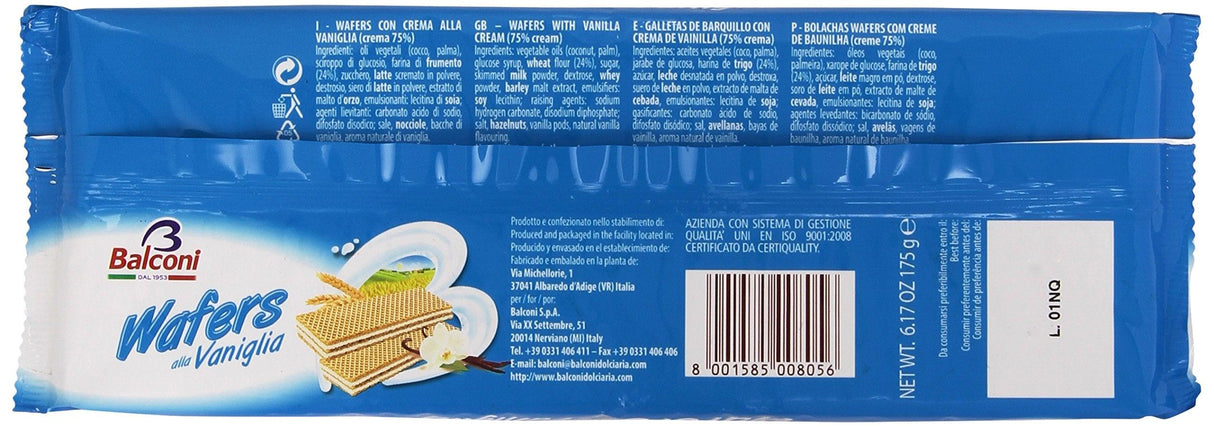 I - WAFERS CON CREMA ALLA
VANIGLIA (crema 75%)
Ingredienti: oli vegetali (cocco, palma),
sciroppo di glucosio, farina di frumento
(24%), zucchero, latte scremato in polvere,
destrosio, siero di latte in polvere, estratto di
malto d'orzo, emulsionanti: lecitina di soia;
agenti lievitanti: carbonato acido di sodio,
difosfato disodico; sale, nocciole, bacche di
vaniglia, aroma naturale di vaniglia.
GB – WAFERS WITH VANILLA
CREAM (75% cream)
Ingredients: vegetable oils (coconut, palm),
glucose syrup, wheat flour (24%), sugar,
skimmed milk powder, dextrose, whey
powder, barley malt extract, emulsifiers:
soy lecithin; raising agents: sodium
hydrogen carbonate, disodium diphosphate;
salt, hazelnuts, vanilla pods, natural vanilla
flavouring.
E - GALLETAS DE BARQUILLO CON
CREMA DE VAINILLA (75% crema)
Ingredientes: aceites vegetales (coco, palma),
jarabe de glucosa, harina de trigo (24%),
azúcar, leche desnatada en polvo, dextroxa,
suero de leche en polvo, extracto de malta de
cebada, emulsionantes: lecitina de soja;
gasificantes: carbonato ácido de sodio,
difosfato disódico; sal, avellanas, bayas de
vainilla, aroma natural de vainilla.
P - BOLACHAS WAFERS COM CREME
DE BAUNILHA (creme 75%)
Ingredientes: óleos vegetais (coco,
palmeira), xarope de glucose, farinha de trigo
(24%), açúcar, leite magro em pó, dextrose,
soro de leite em pó, extracto de malte de
cevada, emulsionantes: lecitina de soja;
agentes levedantes: bicarbonato de sódio,
difosfato dissódico; sal, avelãs, vagens de
baunilha, aroma natural de baunilha.
05
B
Balconi
DAL 1953
Wafers
alla Vaniglia
Prodotto e confezionato nello stabilimento di:
Produced and packaged in the facility located in:
Producido y envasado en el establecimiento de:
Fabricado e embalado en la planta de:
Via Michellorie, 1
37041 Albaredo d'Adige (VR) Italia
per / for / por:
Balconi S.p.A.
Via XX Settembre, 51
20014 Nerviano (MI) Italy
Tel. +39 0331 406 411 – Fax +39 0331 406 406
E-mail: balconi@balconidolciaria.com
http://www.balconidolciaria.com
AZIENDA CON SISTEMA DI GESTIONE
QUALITA' UNI EN ISO 9001:2008
CERTIFICATO DA CERTIQUALITY.
8 001585 008056
NET WT. 6.17 OZ 175 g e
Da consumarsi preferibilmente entro il:
Best before:
Consumir preferentemente antes del:
Consumir de preferência antes de:
L. 01NQ